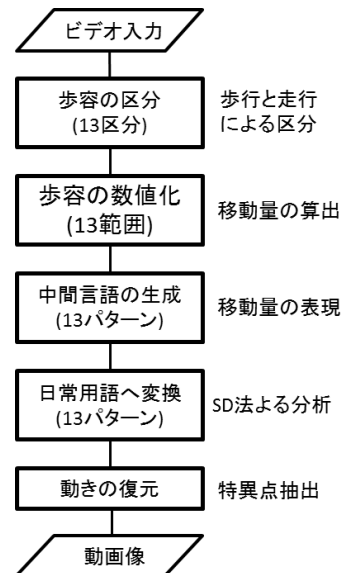 ビデオ入力
歩容の区分
(13区分)
歩行と走行
による区分
歩容の数値化
(13範囲)
移動量の算出
中間言語の生成
(13パターン)
移動量の表現
日常用語へ変換
(13パターン)
SD法よる分析
動きの復元
特異点抽出
動画像